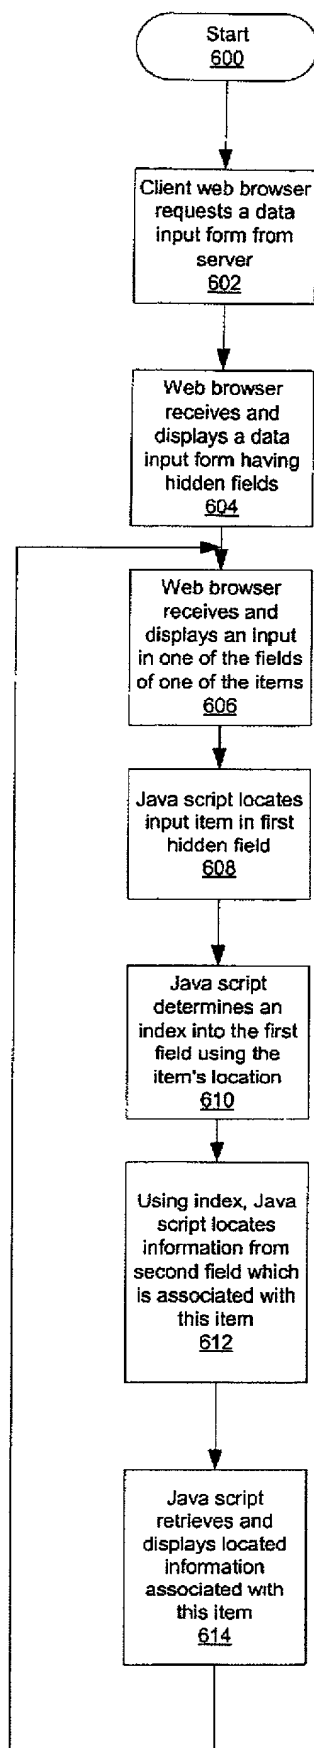 Start
600
Client web browser
requests a data
input form from
server
602
Web browser
receives and
displays a data
input form having
hidden fields
604
Web browser
receives and
displays an input
in one of the fields
of one of the items
606
Java script locates
input item in first
hidden field
608
Java script
determines an
index into the first
field using the
item's location
610
Using index, Java
script locates
information from
second field which
is associated with
this item
612
Java script
retrieves and
displays located
information
associated with
this item
614